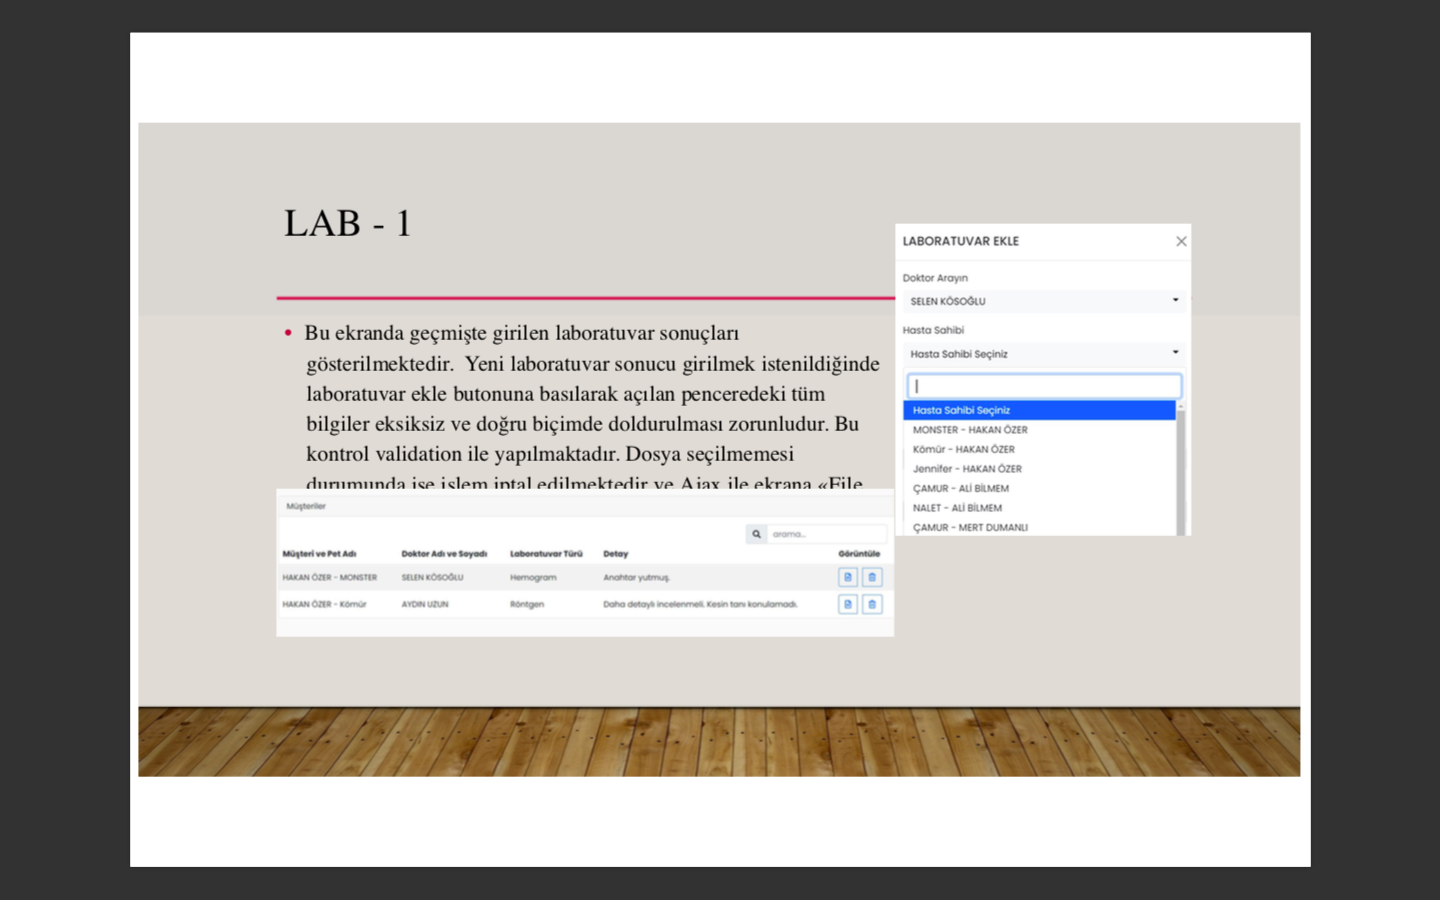 LAB - 1
• Bu ekranda geçmişte girilen laboratuvar sonuçları
gösterilmektedir. Yeni laboratuvar sonucu girilmek istenildiğinde
laboratuvar ekle butonuna basılarak açılan penceredeki tüm
bilgiler eksiksiz ve doğru biçimde doldurulması zorunludur. Bu
kontrol validation ile yapılmaktadır. Dosya seçilmemesi
durumunda ise işlem iptal edilmektedir ve Ajax ile ekrana «File
LABORATUVAR EKLE
Doktor Arayın
SELEN KÖSOĞLU
Hasta Sahibi
Hasta Sahibi Seçiniz
Hasta Sahibi Seçiniz
MONSTER - HAKAN ÖZER
Kömür - HAKAN ÖZER
Jennifer - HAKAN ÖZER
ÇAMUR - ALİ BİLMEM
NALET - ALİ BİLMEM
ÇAMUR - MERT DUMANLI
Müşteriler
arama...
Müşteri ve Pet Adı Doktor Adı ve Soyadı Laboratuvar Türü Detay Görüntüle
HAKAN ÖZER - MONSTER SELEN KÖSOĞLU Hemogram Anahtar yutmuş.
HAKAN ÖZER - Kömür AYDIN UZUN Röntgen Daha detaylı incelenmeli. Kesin tanı konulamadı.